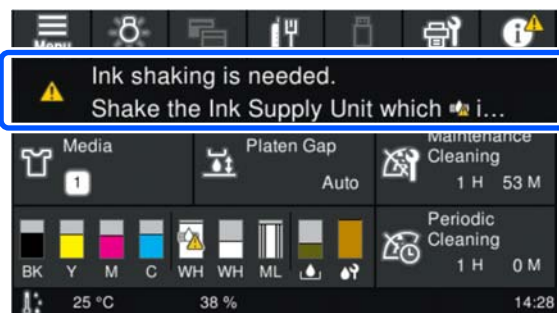 Menu
Ink shaking is needed.
Shake the Ink Supply Unit which i...
Media
1
Platen Gap
Auto
Maintenance
Cleaning
1 H 53 M
BK Y M C WH WH ML
Periodic
Cleaning
1 H 0 M
25 °C 38 % 14:28